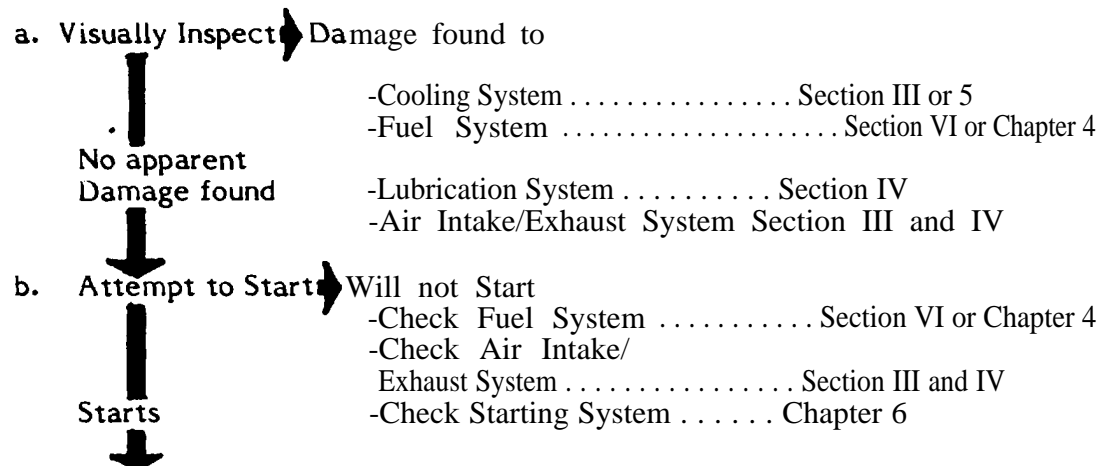 a. Visually Inspect Damage found to
-Cooling System . . . . . . . . . . . . . . . . Section III or 5
-Fuel System . . . . . . . . . . . . . . . . . . . . Section VI or Chapter 4
No apparent
Damage found -Lubrication System . . . . . . . . . . Section IV
-Air Intake/Exhaust System Section III and IV
b. Attempt to Start Will not Start
-Check Fuel System . . . . . . . . . . . Section VI or Chapter 4
-Check Air Intake/
Exhaust System . . . . . . . . . . . . . . . . Section III and IV
Starts -Check Starting System . . . . . . Chapter 6